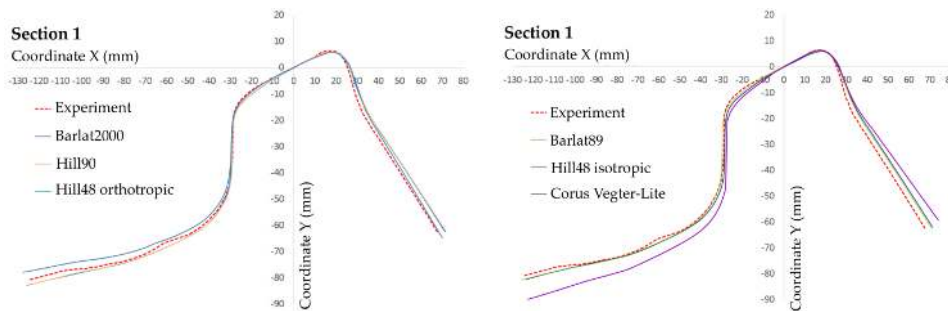 Section 1
Coordinate X (mm)
20
10
0
-130 -120 -110 -100 -90 -80 -70 -60 -50 -40 -30 -20 -10 0 10 20 30 40 50 60 70 80
-10
-20
-30
-40
-50
-60
-70
-80
-90
Experiment
Barlat2000
Hill90
Hill48 orthotropic
Coordinate Y (mm)
Section 1
Coordinate X (mm)
20
10
0
-130 -120 -110 -100 -90 -80 -70 -60 -50 -40 -30 -20 -10 0 10 20 30 40 50 60 70 80
-10
-20
-30
-40
-50
-60
-70
-80
-90
Experiment
Barlat89
Hill48 isotropic
Corus Vegter-Lite
Coordinate Y (mm)